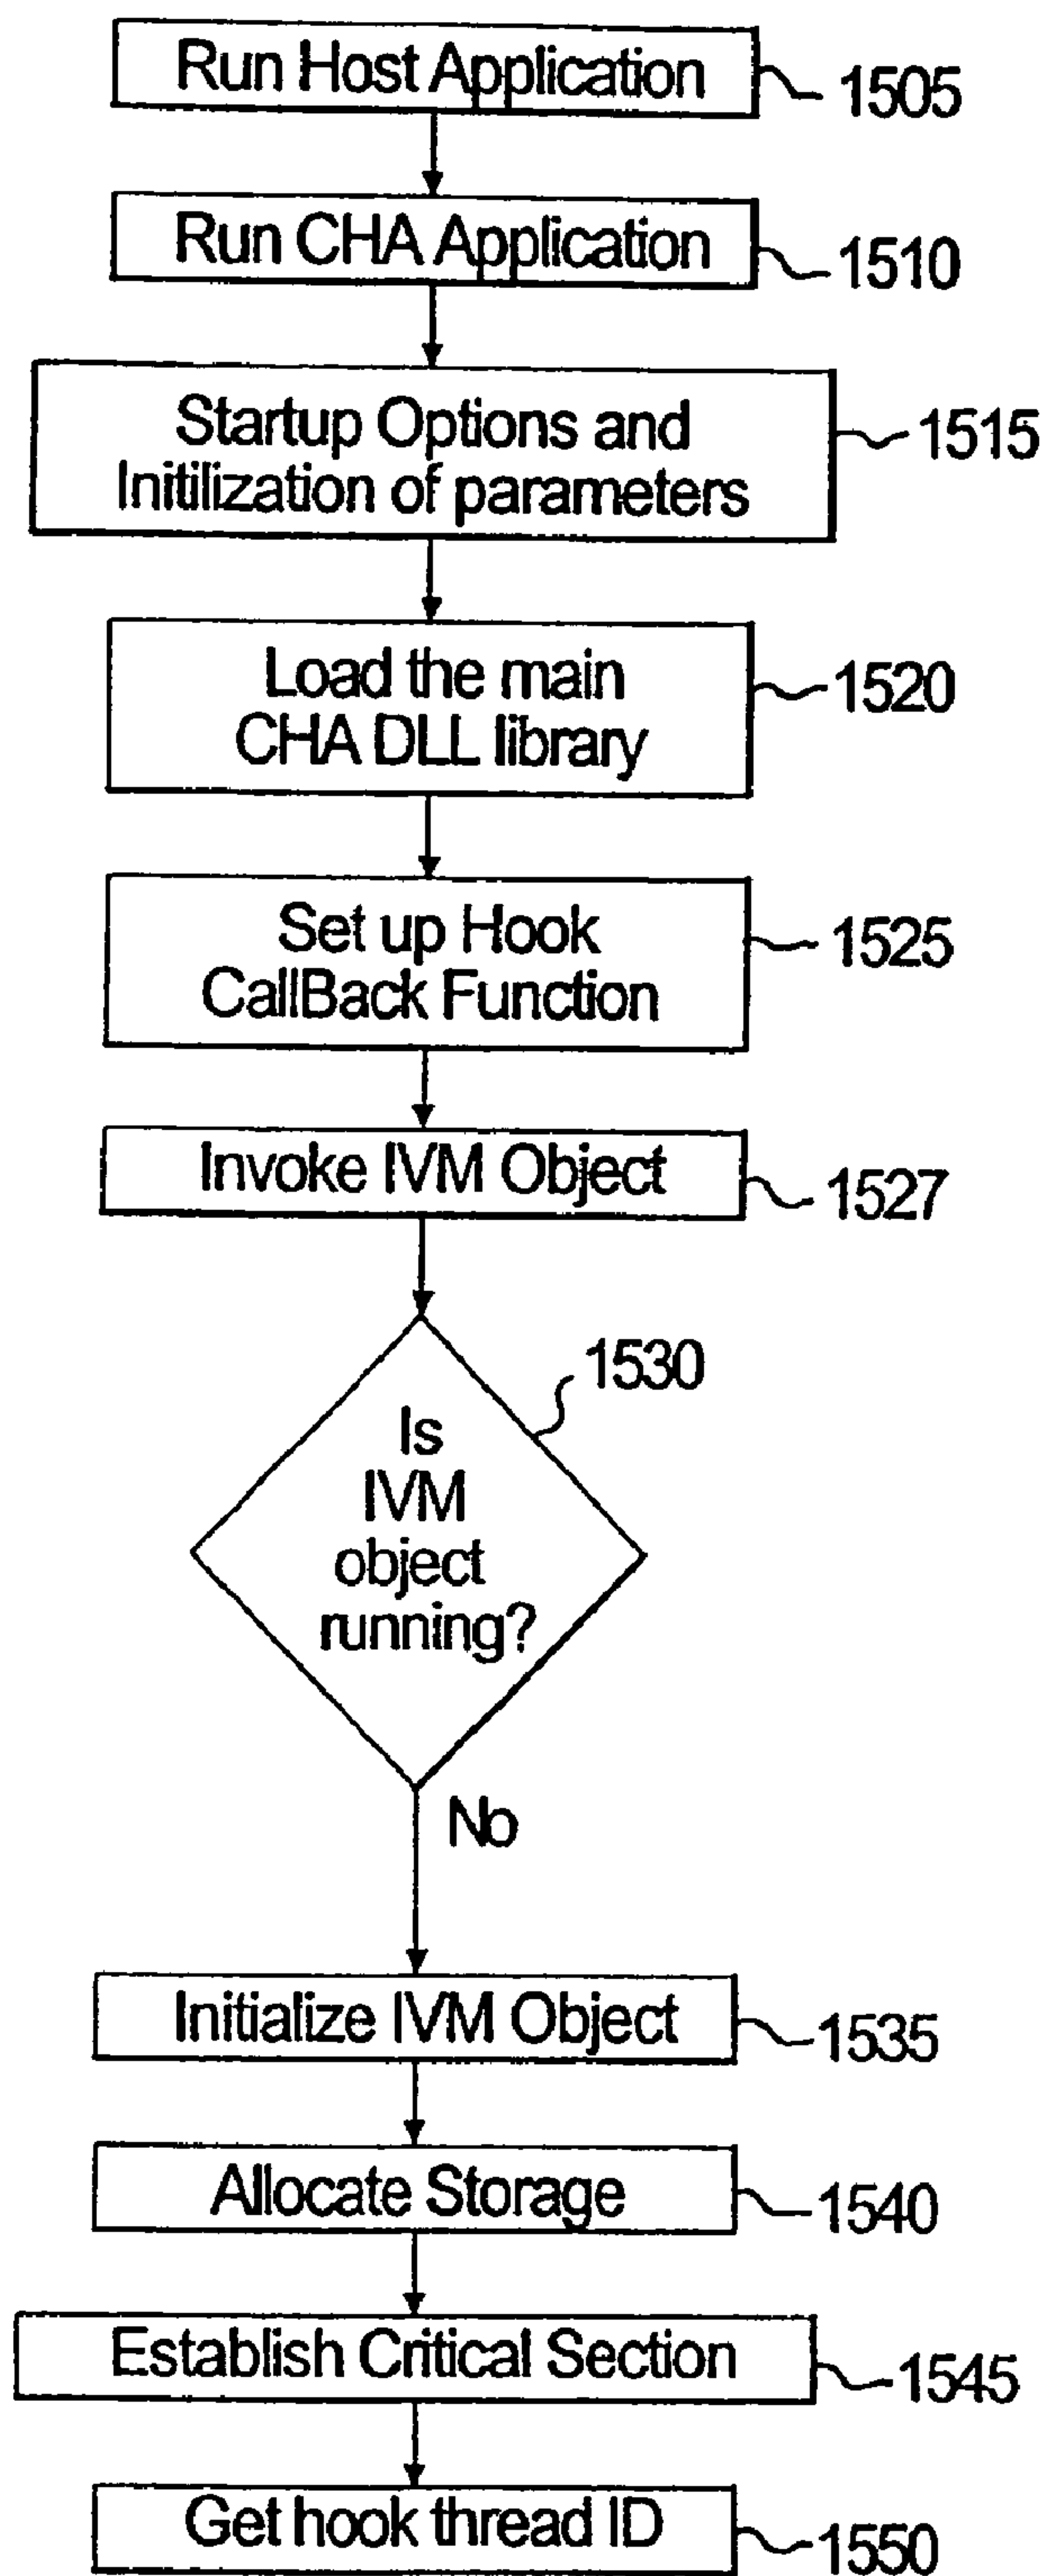 Run Host Application
1505
Run CHA Application
1510
Startup Options and
Initilization of parameters
1515
Load the main
CHA DLL library
1520
Set up Hook
CallBack Function
1525
Invoke IVM Object
1527
1530
Is
IVM
object
running?
No
Initialize IVM Object
1535
Allocate Storage
1540
Establish Critical Section
1545
Get hook thread ID
1550